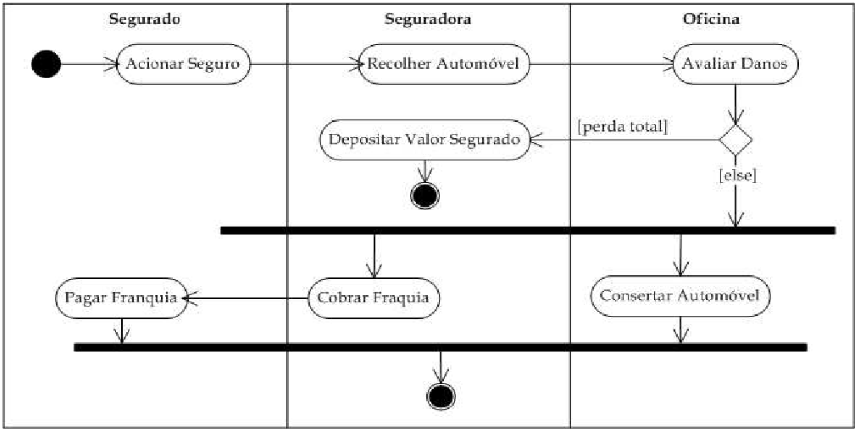 Segurado
Seguradora
Oficina
Acionar Seguro
Recolher Automóvel
Avaliar Danos
[perda total]
Depositar Valor Segurado
[else]
Pagar Franquia
Cobrar Fraquia
Consertar Automóvel